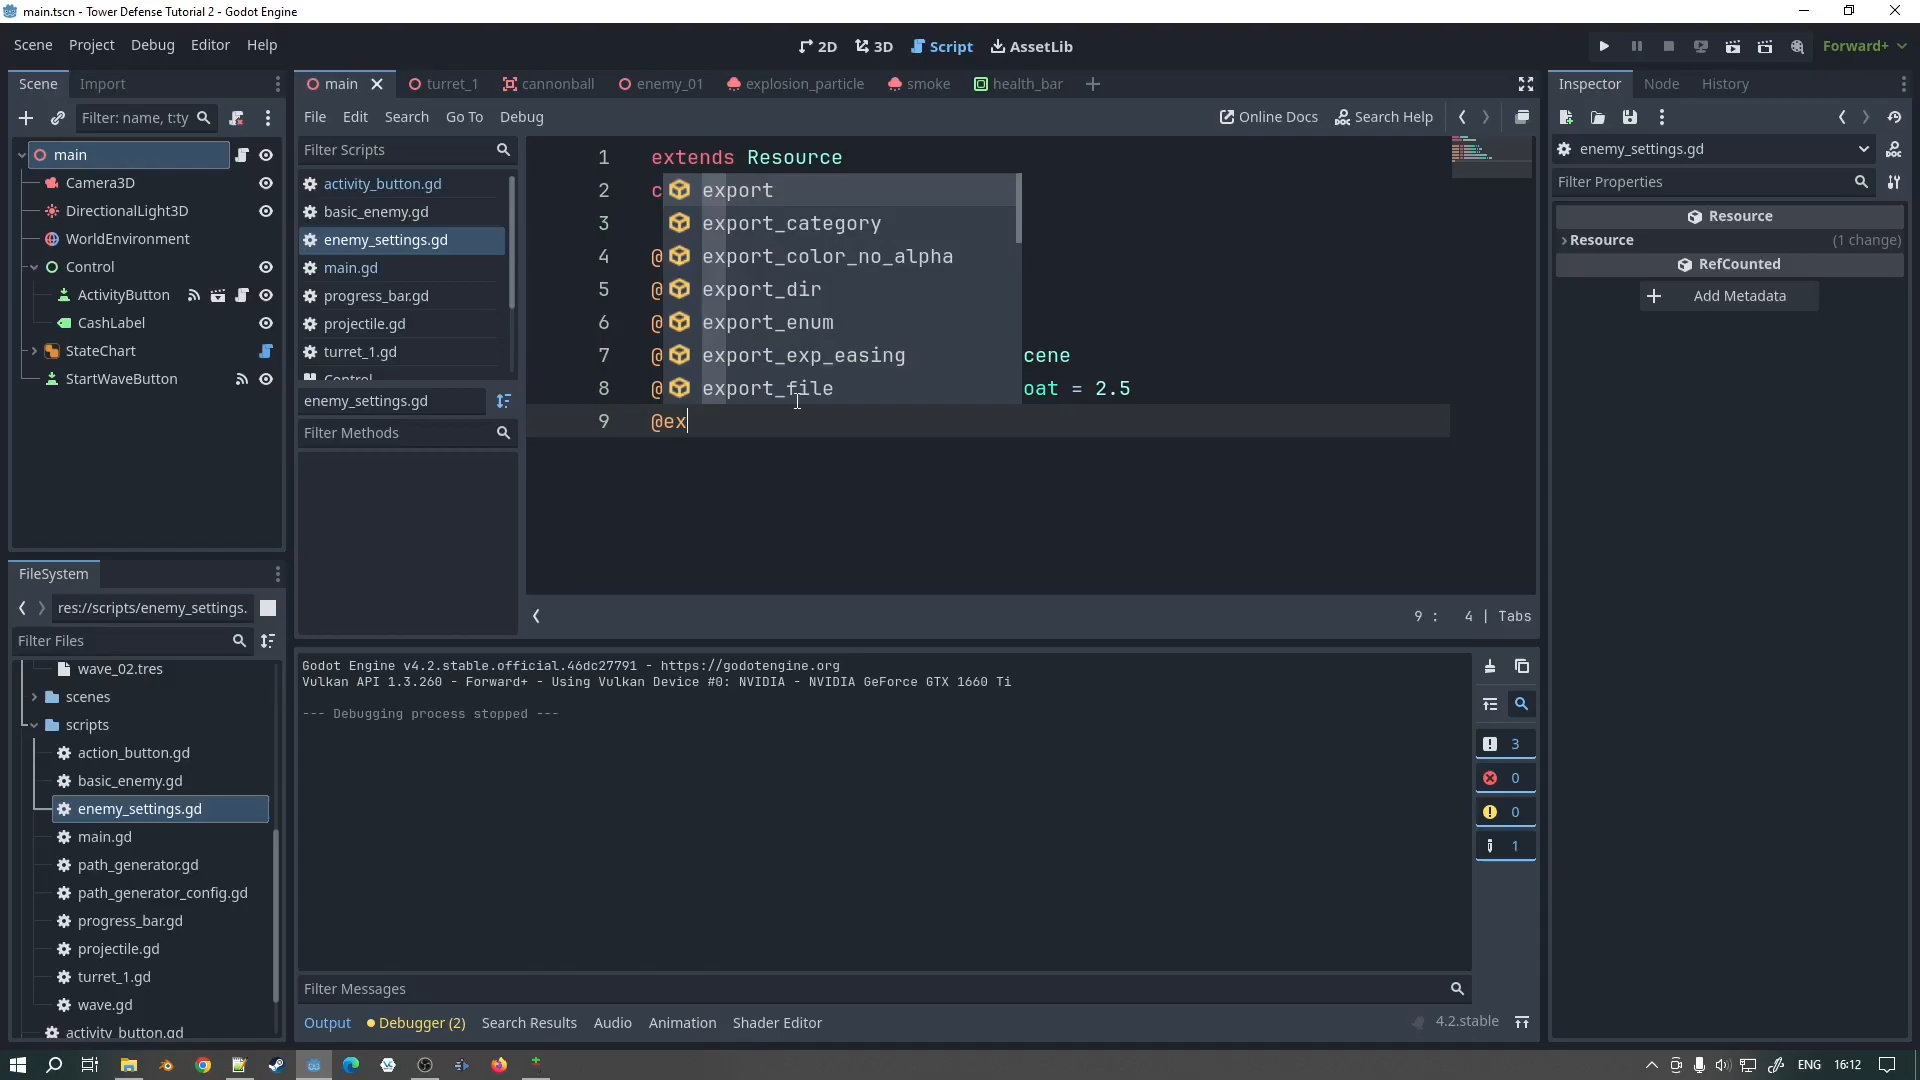 main.tscn - Tower Defense Tutorial 2 - Godot Engine
Scene Project Debug Editor Help
2D 3D Script AssetLib
Forward+
Scene Import
main turret_1 cannonball enemy_01 explosion_particle smoke health_bar
Inspector Node History
Filter: name, t:ty
File Edit Search Go To Debug
Online Docs Search Help
main
Camera3D
DirectionalLight3D
WorldEnvironment
Control
ActivityButton
CashLabel
StateChart
StartWaveButton
Filter Scripts
activity_button.gd
basic_enemy.gd
enemy_settings.gd
main.gd
progress_bar.gd
projectile.gd
turret_1.gd
Control
enemy_settings.gd
Filter Methods
1 extends Resource
2 c export
3 export_category
4 @ export_color_no_alpha
5 @ export_dir
6 @ export_enum
7 @ export_exp_easing cene
8 @ export_file oat = 2.5
9 @ex
9 : 4 | Tabs
enemy_settings.gd
Filter Properties
Resource
Resource (1 change)
RefCounted
Add Metadata
FileSystem
res://scripts/enemy_settings.
Filter Files
wave_02.tres
scenes
scripts
action_button.gd
basic_enemy.gd
enemy_settings.gd
main.gd
path_generator.gd
path_generator_config.gd
progress_bar.gd
projectile.gd
turret_1.gd
wave.gd
activity_button.gd
Godot Engine v4.2.stable.official.46dc27791 - https://godotengine.org
Vulkan API 1.3.260 - Forward+ - Using Vulkan Device #0: NVIDIA - NVIDIA GeForce GTX 1660 Ti
--- Debugging process stopped ---
3
0
0
1
Filter Messages
Output Debugger (2) Search Results Audio Animation Shader Editor
4.2.stable
ENG 16:12